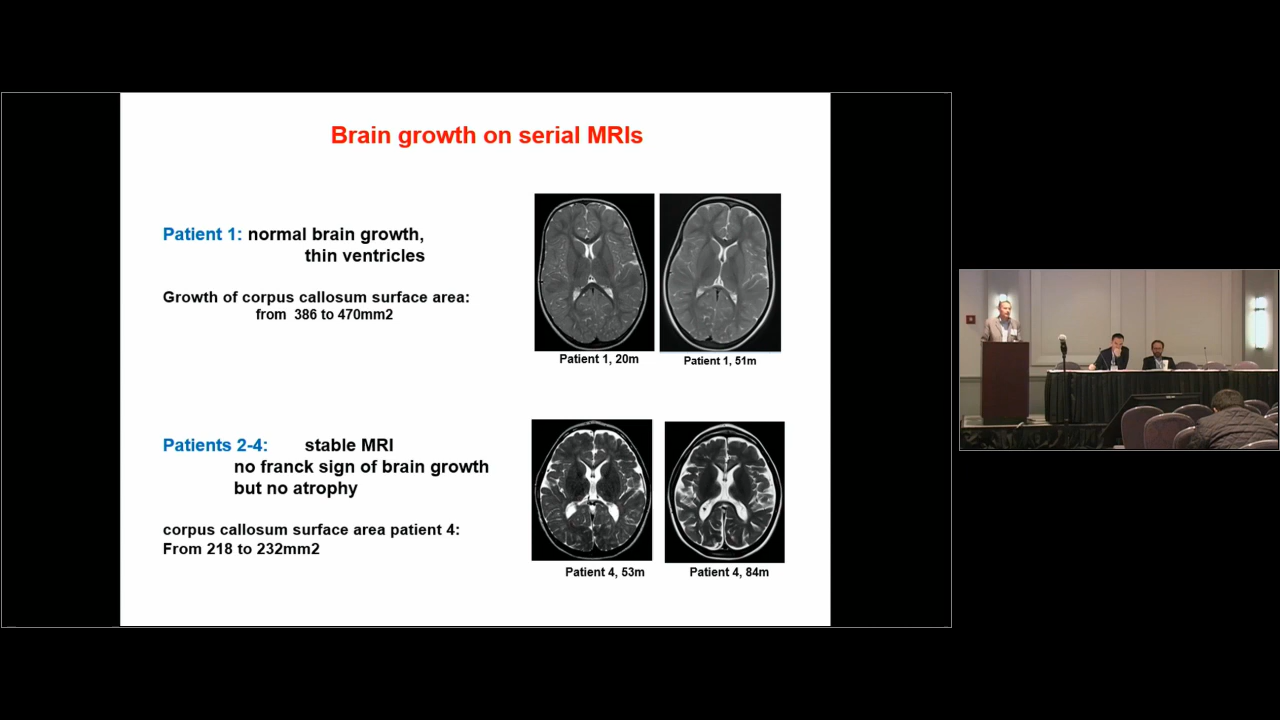 Brain growth on serial MRIs
Patient 1: normal brain growth,
thin ventricles
Growth of corpus callosum surface area:
from 386 to 470mm2
Patient 1, 20m
Patient 1, 51m
Patients 2-4: stable MRI
no franck sign of brain growth
but no atrophy
corpus callosum surface area patient 4:
From 218 to 232mm2
Patient 4, 53m
Patient 4, 84m